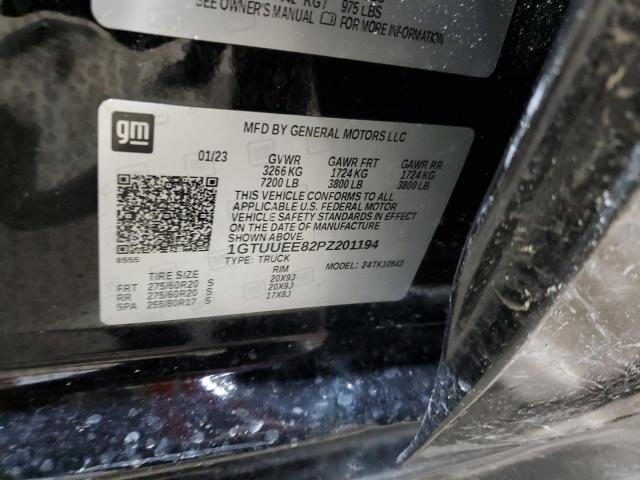 KG 975 LBS
SEE OWNER'S MANUAL FOR MORE INFORMATION
gm
MFD BY GENERAL MOTORS LLC
01/23 GVWR GAWR FRT GAWR RR
3266 KG 1724 KG 1724 KG
7200 LB 3800 LB 3800 LB
THIS VEHICLE CONFORMS TO ALL
APPLICABLE U.S. FEDERAL MOTOR
VEHICLE SAFETY STANDARDS IN EFFECT
ON THE DATE OF MANUFACTURE
SHOWN ABOVE.
1GTUUEE82PZ201194
8555
TYPE: TRUCK MODEL: 24TK10543
TIRE SIZE RIM
FRT 275/60R20 S 20X9J
RR 275/60R20 S 20X9J
SPA 255/80R17 S 17X8J